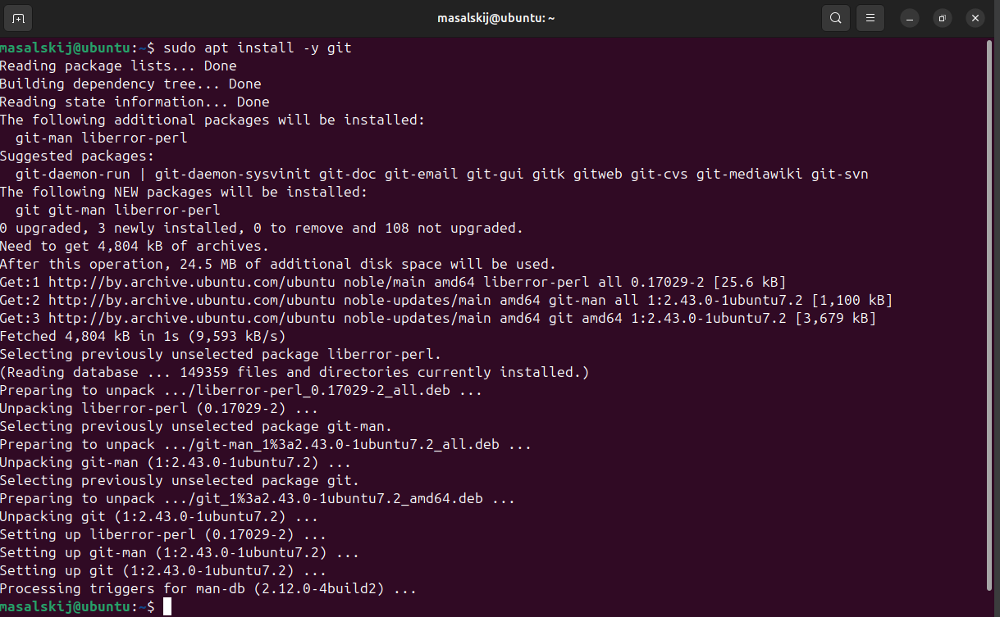 masalskij@ubuntu: ~
masalskij@ubuntu:~$ sudo apt install -y git
Reading package lists... Done
Building dependency tree... Done
Reading state information... Done
The following additional packages will be installed:
  git-man liberror-perl
Suggested packages:
  git-daemon-run | git-daemon-sysvinit git-doc git-email git-gui gitk gitweb git-cvs git-mediawiki git-svn
The following NEW packages will be installed:
  git git-man liberror-perl
0 upgraded, 3 newly installed, 0 to remove and 108 not upgraded.
Need to get 4,804 kB of archives.
After this operation, 24.5 MB of additional disk space will be used.
Get:1 http://by.archive.ubuntu.com/ubuntu noble/main amd64 liberror-perl all 0.17029-2 [25.6 kB]
Get:2 http://by.archive.ubuntu.com/ubuntu noble-updates/main amd64 git-man all 1:2.43.0-1ubuntu7.2 [1,100 kB]
Get:3 http://by.archive.ubuntu.com/ubuntu noble-updates/main amd64 git amd64 1:2.43.0-1ubuntu7.2 [3,679 kB]
Fetched 4,804 kB in 1s (9,593 kB/s)
Selecting previously unselected package liberror-perl.
(Reading database ... 149359 files and directories currently installed.)
Preparing to unpack .../liberror-perl_0.17029-2_all.deb ...
Unpacking liberror-perl (0.17029-2) ...
Selecting previously unselected package git-man.
Preparing to unpack .../git-man_1%3a2.43.0-1ubuntu7.2_all.deb ...
Unpacking git-man (1:2.43.0-1ubuntu7.2) ...
Selecting previously unselected package git.
Preparing to unpack .../git_1%3a2.43.0-1ubuntu7.2_amd64.deb ...
Unpacking git (1:2.43.0-1ubuntu7.2) ...
Setting up liberror-perl (0.17029-2) ...
Setting up git-man (1:2.43.0-1ubuntu7.2) ...
Setting up git (1:2.43.0-1ubuntu7.2) ...
Processing triggers for man-db (2.12.0-4build2) ...
masalskij@ubuntu:~$